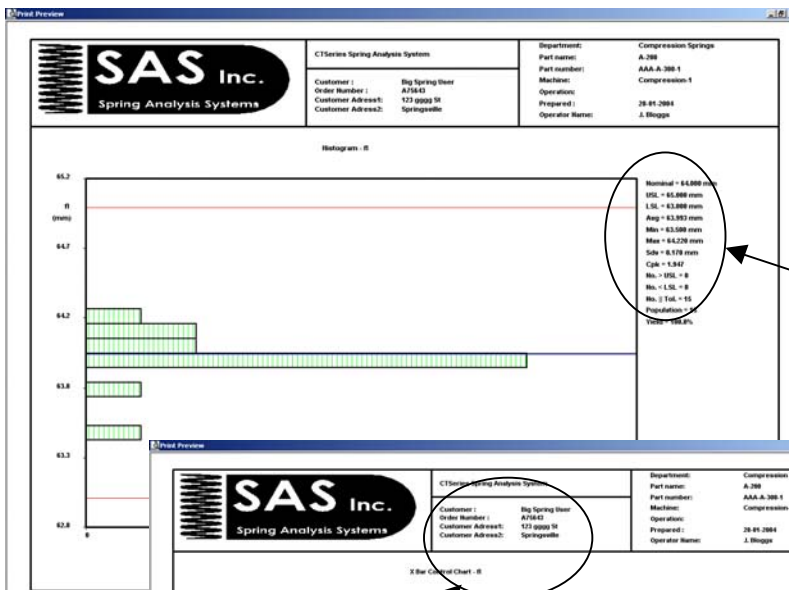 Print Preview
SAS Inc.
Spring Analysis Systems
CTSeries Spring Analysis System
Customer : Big Spring User
Order Number : A75643
Customer Adress1: 123 gggg St
Customer Adress2: Springsville
Department: Compression Springs
Part name: A-200
Part number: AAA-A-300-1
Machine: Compression-1
Operation:
Prepared : 20-01-2004
Operator Name: J. Bloggs
Histogram - fl
65.2
fl
(mm)
64.7
64.2
63.8
63.3
62.8
0
Nominal = 64.000 mm
USL = 65.000 mm
LSL = 63.000 mm
Avg = 63.993 mm
Min = 63.500 mm
Max = 64.220 mm
Sdv = 0.170 mm
Cpk = 1.947
No. > USL = 0
No. < LSL = 0
No. || Tol. = 15
Population = 15
Yield = 100.0%
Print Preview
SAS Inc.
Spring Analysis Systems
CTSeries Spring Analysis System
Customer : Big Spring User
Order Number : A75643
Customer Adress1: 123 gggg St
Customer Adress2: Springsville
Department: Compression
Part name: A-200
Part number: AAA-A-300-1
Machine: Compression
Operation:
Prepared : 20-01-2004
Operator Name: J. Bloggs
X Bar Control Chart - fl